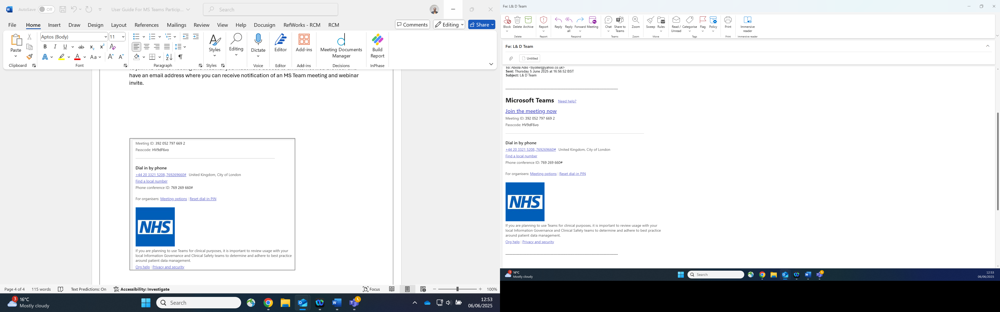 AutoSave Off User Guide For MS Teams Particip... Search
File Home Insert Draw Design Layout References Mailings Review View Help Docusign RefWorks - RCM RCM Comments Editing Share
Paste
Clipboard
Aptos (Body) 11
Font
Paragraph
Styles
Styles
Editing
Dictate
Voice
Editor
Editor
Add-ins
Add-ins
Meeting Documents
Manager
Decisions
Build
Report
InPhase
have an email address where you can receive notification of an MS Team meeting and webinar
invite.
Meeting ID: 392 052 797 669 2
Passcode: HV9dF6vo
Dial in by phone
+44 20 3321 5208,,769269660# United Kingdom, City of London
Find a local number
Phone conference ID: 769 269 660#
For organisers: Meeting options | Reset dial-in PIN
NHS
If you are planning to use Teams for clinical purposes, it is important to review usage with your
local Information Governance and Clinical Safety teams to determine and adhere to best practice
around patient data management.
Org help | Privacy and security
Page 4 of 4 115 words Text Predictions: On Accessibility: Investigate Focus 100%
3 16°C
Mostly cloudy
Search
12:53
06/06/2025
Fw: L& D Team
Block Delete Archive
Delete
Report
Report
Reply Reply all Forward Meeting
Respond
Chat Share to Teams
Teams
Zoom
Zoom
Sweep Rules
Move
Read / Unread Categorise Flag Policy
Tags
Print
Print
Immersive reader
Immersive reader
Fw: L& D Team
Untitled
To: Abiola Adio <byoller@yahoo.co.uk>
Sent: Thursday 5 June 2025 at 16:56:52 BST
Subject: L& D Team
Microsoft Teams Need help?
Join the meeting now
Meeting ID: 392 052 797 669 2
Passcode: HV9dF6vo
Dial in by phone
+44 20 3321 5208,,769269660# United Kingdom, City of London
Find a local number
Phone conference ID: 769 269 660#
For organisers: Meeting options | Reset dial-in PIN
NHS
If you are planning to use Teams for clinical purposes, it is important to review usage with your
local Information Governance and Clinical Safety teams to determine and adhere to best practice
around patient data management.
Org help | Privacy and security
3 16°C
Mostly cloudy
Search
12:53
06/06/2025